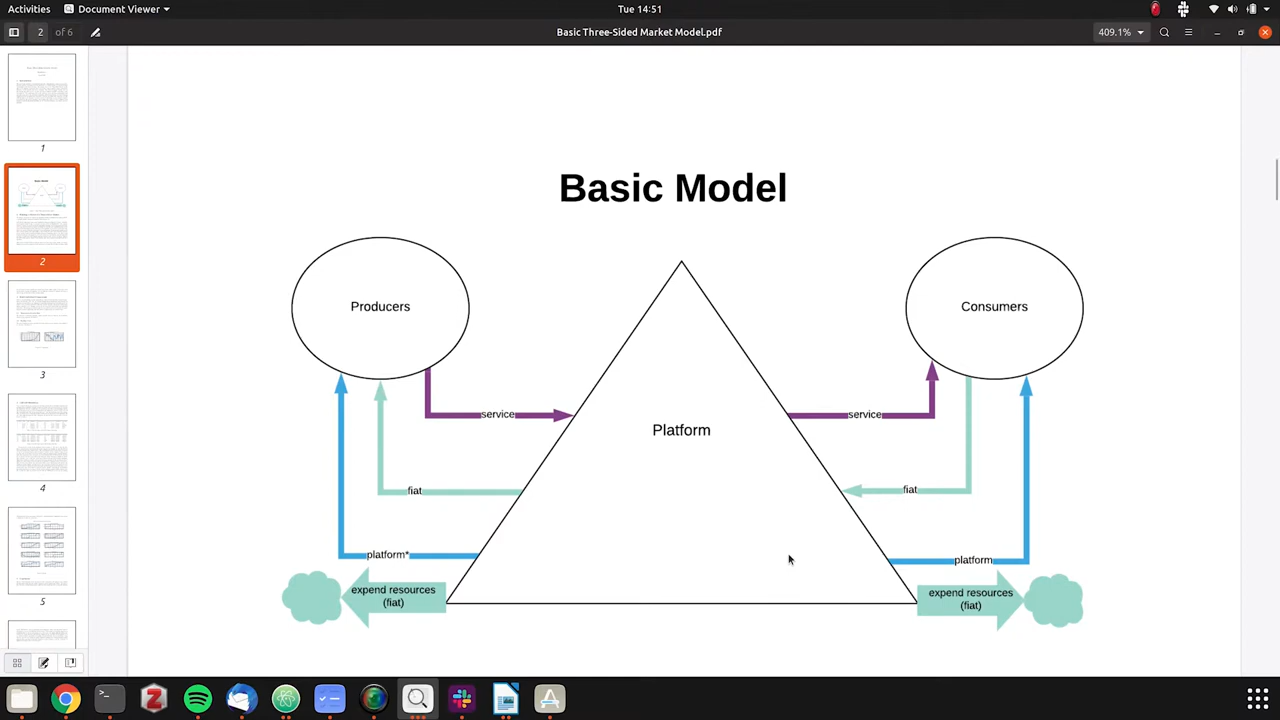 Activities
Document Viewer
Tue 14:51
2 of 6
Basic Three-Sided Market Model.pdf
409.1%
1
2
3
4
5
Basic Model
Producers
Consumers
Platform
service
service
fiat
fiat
platform*
platform
expend resources
(fiat)
expend resources
(fiat)